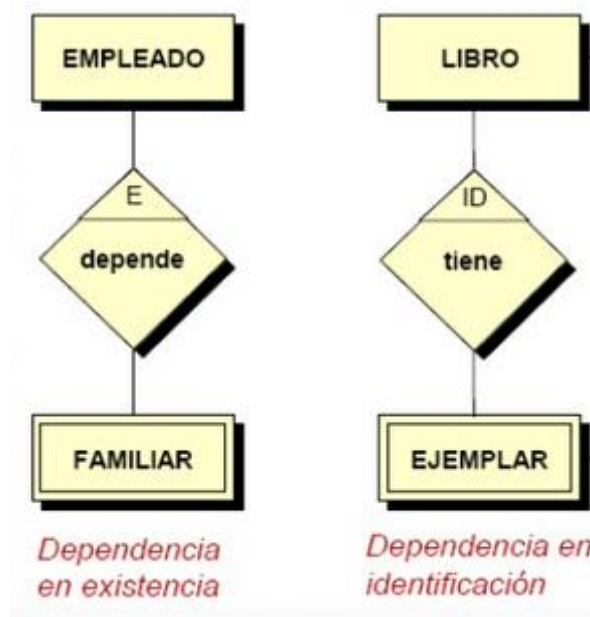 EMPLEADO
E
depende
FAMILIAR
Dependencia
en existencia
LIBRO
ID
tiene
EJEMPLAR
Dependencia en
identificación